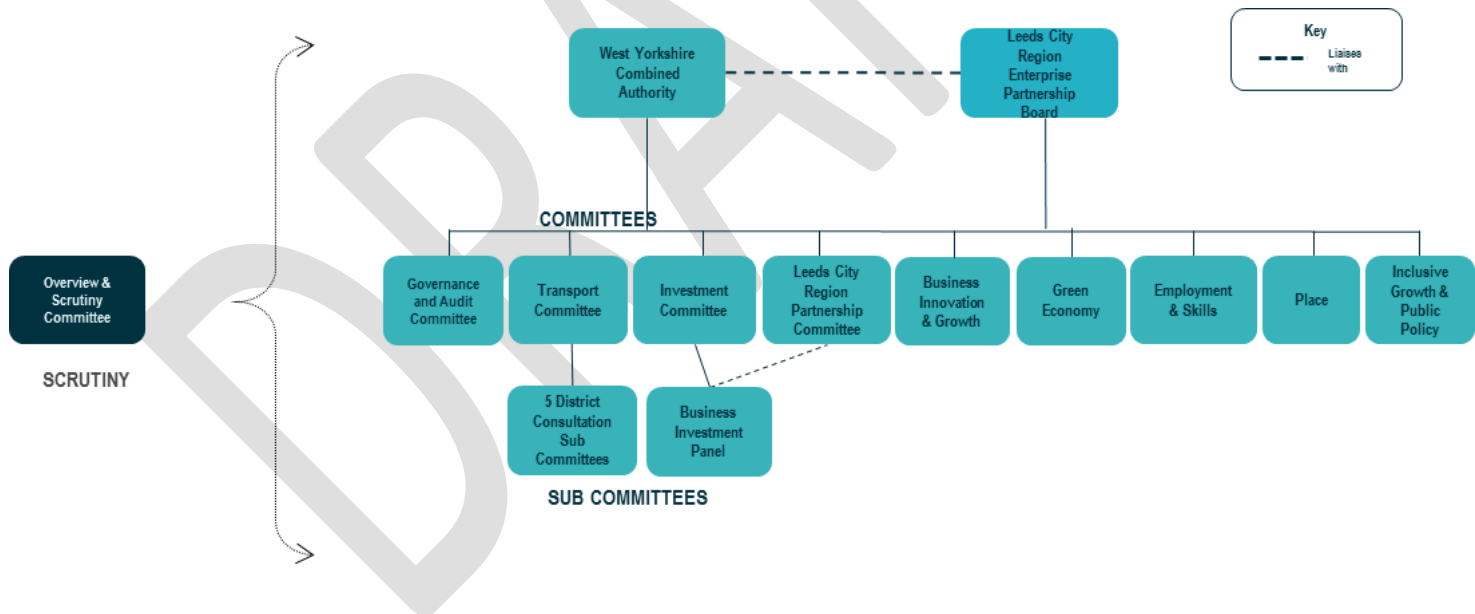 West Yorkshire
Combined
Authority
Leeds City
Region
Enterprise
Partnership
Board
Key
Liaises
with
COMMITTEES
Overview &
Scrutiny
Committee
SCRUTINY
Governance
and Audit
Committee
Transport
Committee
Investment
Committee
Leeds City
Region
Partnership
Committee
Business
Innovation
& Growth
Green
Economy
Employment
& Skills
Place
Inclusive
Growth &
Public
Policy
5 District
Consultation
Sub
Committees
Business
Investment
Panel
SUB COMMITTEES